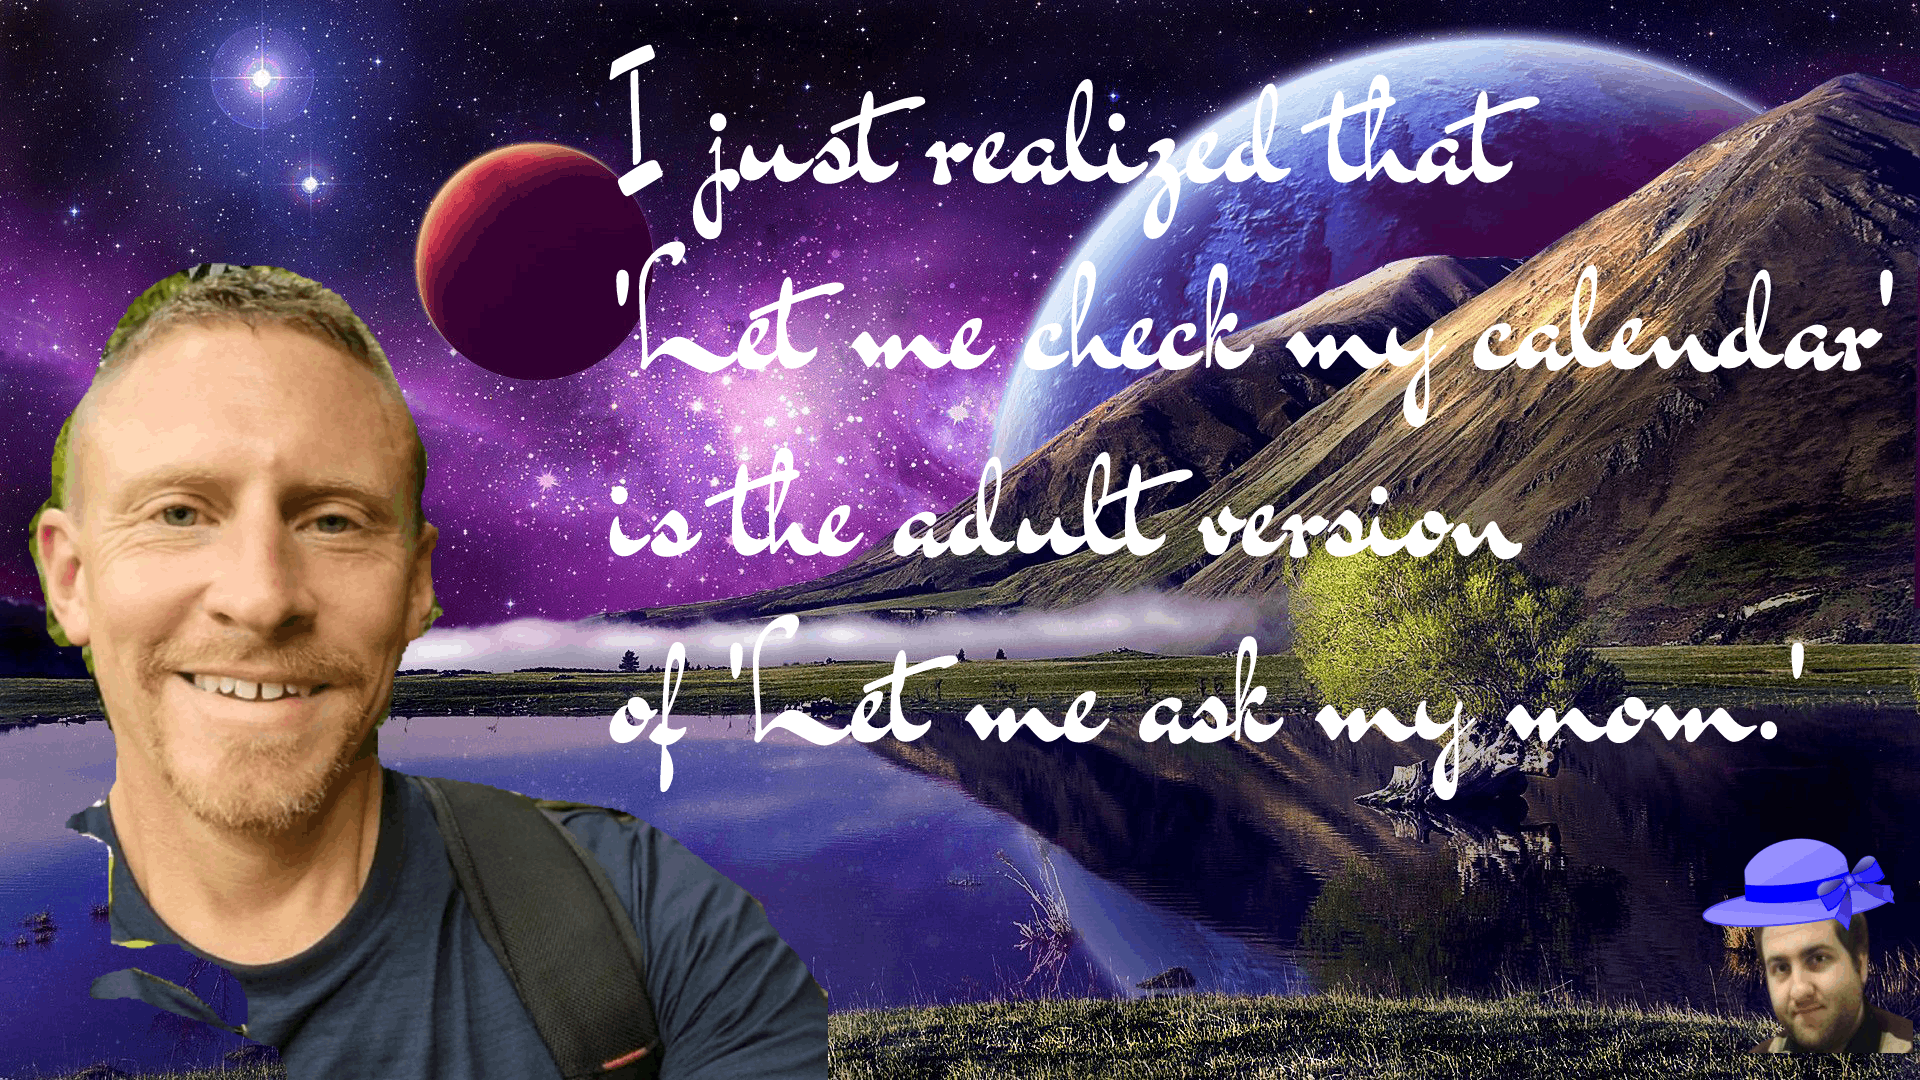 I just realized that
'Let me check my calendar'
is the adult version
of 'Let me ask my mom.'